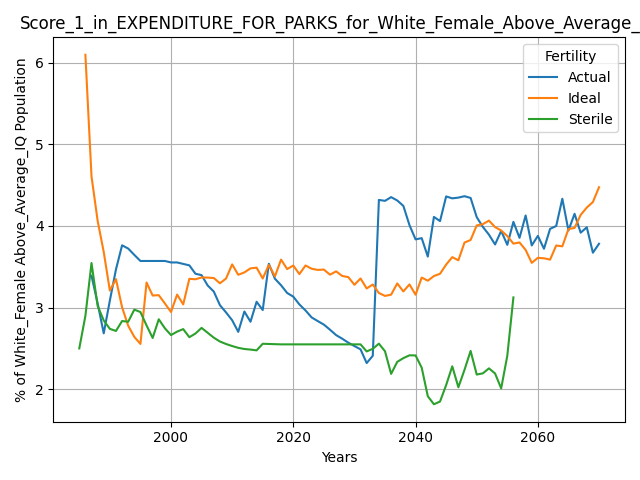 Score_1_in_EXPENDITURE_FOR_PARKS_for_White_Female_Above_Average_
% of White_Female Above_Average_IQ Population
6
5
4
3
2
Fertility
Actual
Ideal
Sterile
2000
2020
2040
2060
Years